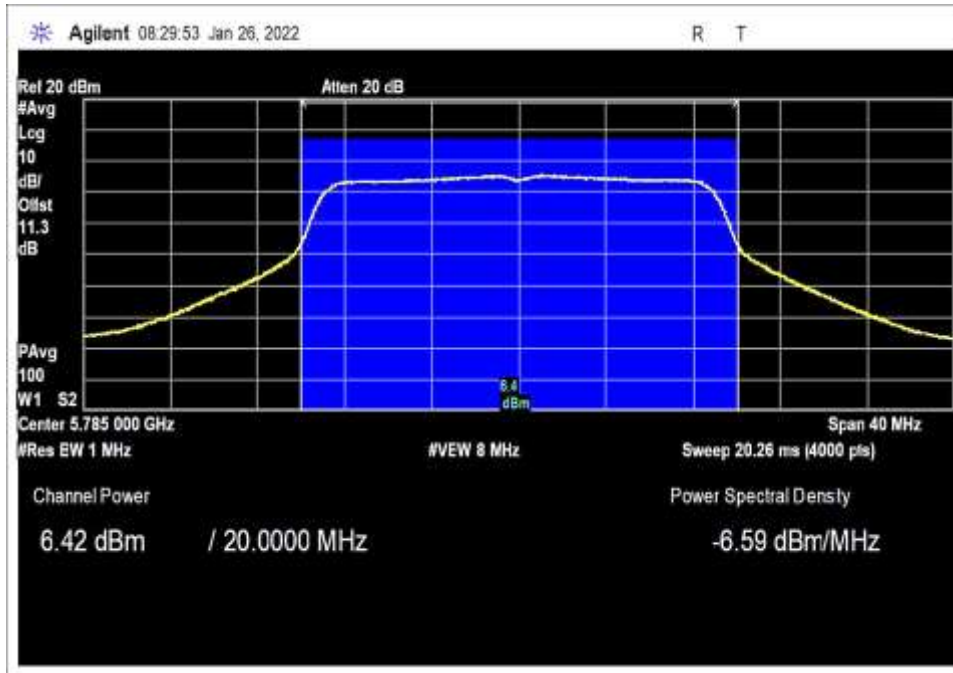 Agilent 08:29:53 Jan 26, 2022 R T
Ref 20 dBm Atten 20 dB
#Avg
Log
10
dB/
Offst
11.3
dB
PAvg
100
W1 S2
6.4
dBm
Center 5.785 000 GHz Span 40 MHz
#Res BW 1 MHz #VBW 8 MHz Sweep 20.26 ms (4000 pts)
Channel Power Power Spectral Density
6.42 dBm / 20.0000 MHz -6.59 dBm/MHz